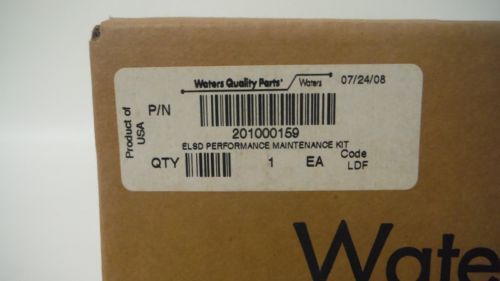 Waters Quality Parts' Waters 07/24/08
Product of USA
P/N
201000159
ELSD PERFORMANCE MAINTENANCE KIT
QTY 1 EA Code LDF
Wate